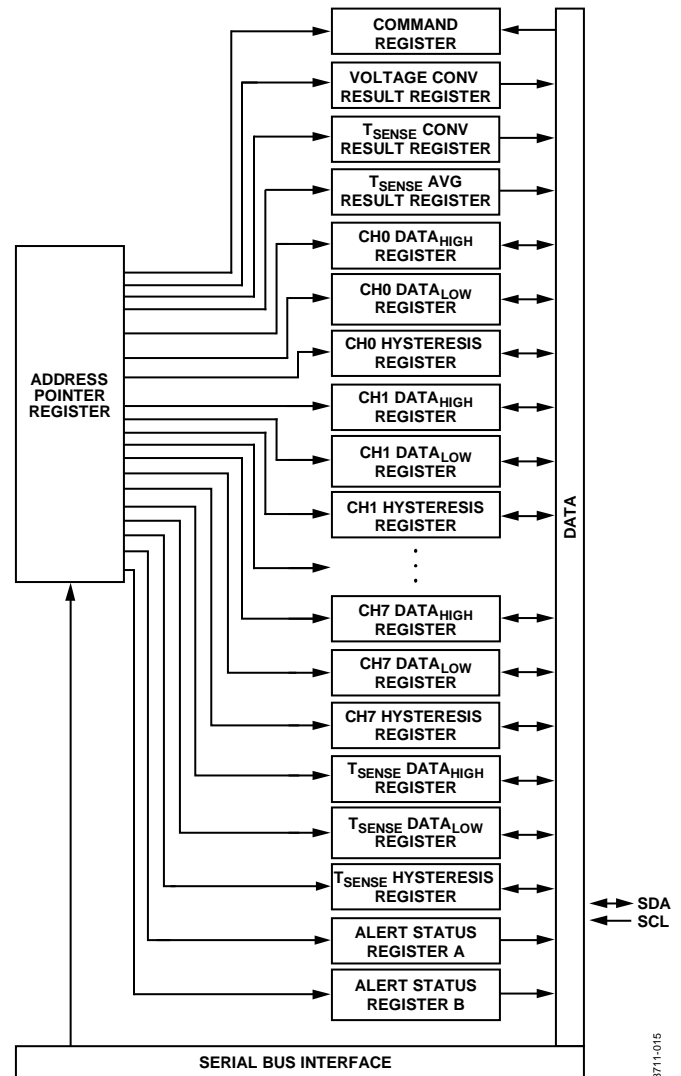 COMMAND
REGISTER
VOLTAGE CONV
RESULT REGISTER
TSENSE CONV
RESULT REGISTER
TSENSE AVG
RESULT REGISTER
CH0 DATAHIGH
REGISTER
CH0 DATALOW
REGISTER
CH0 HYSTERESIS
REGISTER
ADDRESS
POINTER
REGISTER
CH1 DATAHIGH
REGISTER
CH1 DATALOW
REGISTER
CH1 HYSTERESIS
REGISTER
DATA
CH7 DATAHIGH
REGISTER
CH7 DATALOW
REGISTER
CH7 HYSTERESIS
REGISTER
TSENSE DATAHIGH
REGISTER
TSENSE DATALOW
REGISTER
TSENSE HYSTERESIS
REGISTER
SDA
SCL
ALERT STATUS
REGISTER A
ALERT STATUS
REGISTER B
SERIAL BUS INTERFACE